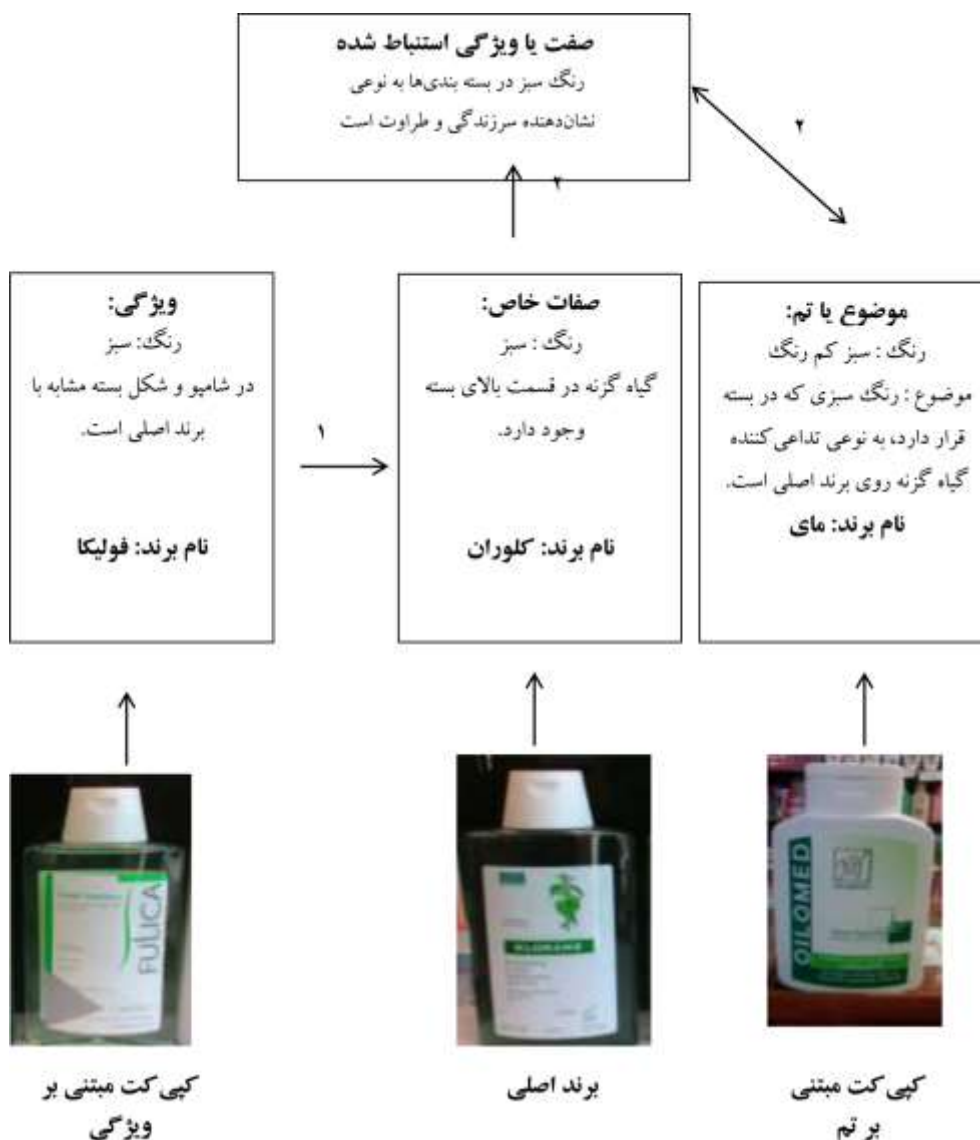 صفت یا ویژگی استنباط شده
رنگ سبز در بسته بندی‌ها به نوعی
نشان‌دهنده سرزندگی و طراوت است
۲
۲
موضوع یا تم:
رنگ : سبز کم رنگ
موضوع : رنگ سبزی که در بسته
قرار دارد، به نوعی تداعی‌کننده
گیاه گزنه روی برند اصلی است.
نام برند: مای
صفات خاص:
رنگ : سبز
گیاه گزنه در قسمت بالای بسته
وجود دارد.
نام برند: کلوران
۱
ویژگی:
رنگ: سبز
در شامپو و شکل بسته مشابه با
برند اصلی است.
نام برند: فولیکا
OILOMED
KLORANE
FULICA
کپی‌کت مبتنی
بر تم
برند اصلی
کپی‌کت مبتنی بر
ویژگی